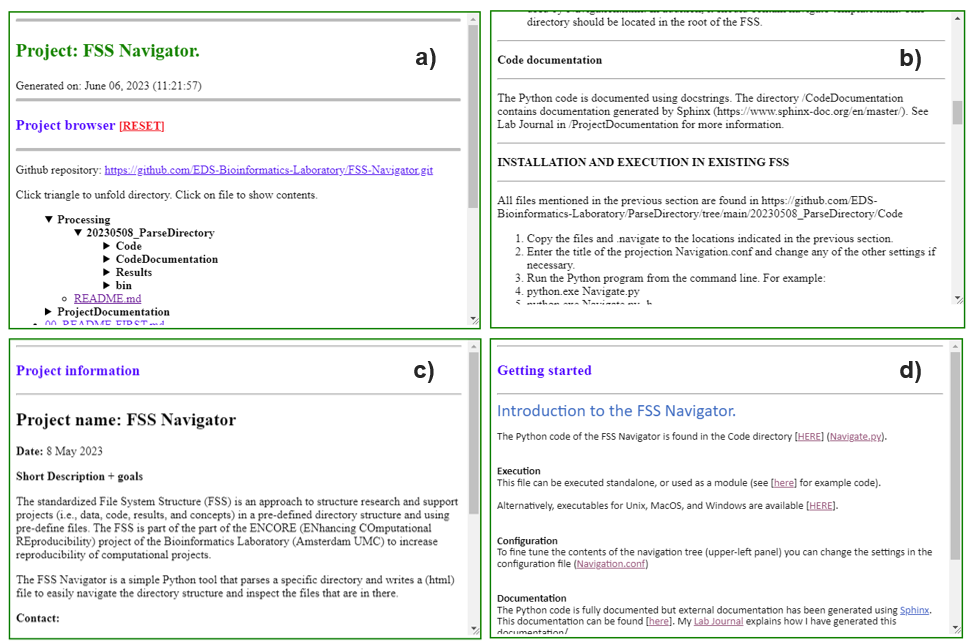 Project: FSS Navigator.
a)
Generated on: June 06, 2023 (11:21:57)
Project browser [RESET]
Github repository: https://github.com/EDS-Bioinformatics-Laboratory/FSS-Navigator.git
Click triangle to unfold directory. Click on file to show contents.
▼ Processing
▼ 20230508_ParseDirectory
▶ Code
▶ CodeDocumentation
▶ Results
▶ bin
○ README.md
▶ ProjectDocumentation
• 00_README-FIRST.md
directory should be located in the root of the FSS.
b)
Code documentation
The Python code is documented using docstrings. The directory /CodeDocumentation
contains documentation generated by Sphinx (https://www.sphinx-doc.org/en/master/). See
Lab Journal in /ProjectDocumentation for more information.
INSTALLATION AND EXECUTION IN EXISTING FSS
All files mentioned in the previous section are found in https://github.com/EDS-
Bioinformatics-Laboratory/ParseDirectory/tree/main/20230508_ParseDirectory/Code
1. Copy the files and .navigate to the locations indicated in the previous section.
2. Enter the title of the projection Navigation.conf and change any of the other settings if
necessary.
3. Run the Python program from the command line. For example:
4. python.exe Navigate.py
5. python.exe Navigate.py -h
Project information
c)
Project name: FSS Navigator
Date: 8 May 2023
Short Description + goals
The standardized File System Structure (FSS) is an approach to structure research and support
projects (i.e., data, code, results, and concepts) in a pre-defined directory structure and using
pre-define files. The FSS is part of the part of the ENCORE (ENhancing COmputational
REproducibility) project of the Bioinformatics Laboratory (Amsterdam UMC) to increase
reproducibility of computational projects.
The FSS Navigator is a simple Python tool that parses a specific directory and writes a (html)
file to easily navigate the directory structure and inspect the files that are in there.
Contact:
Getting started
d)
Introduction to the FSS Navigator.
The Python code of the FSS Navigator is found in the Code directory [HERE] (Navigate.py).
Execution
This file can be executed standalone, or used as a module (see [here] for example code).
Alternatively, executables for Unix, MacOS, and Windows are available [HERE].
Configuration
To fine tune the contents of the navigation tree (upper-left panel) you can change the settings in the
configuration file (Navigation.conf)
Documentation
The Python code is fully documented but external documentation has been generated using Sphinx.
This documentation can be found [here]. My Lab Journal explains how I have generated this
documentation/